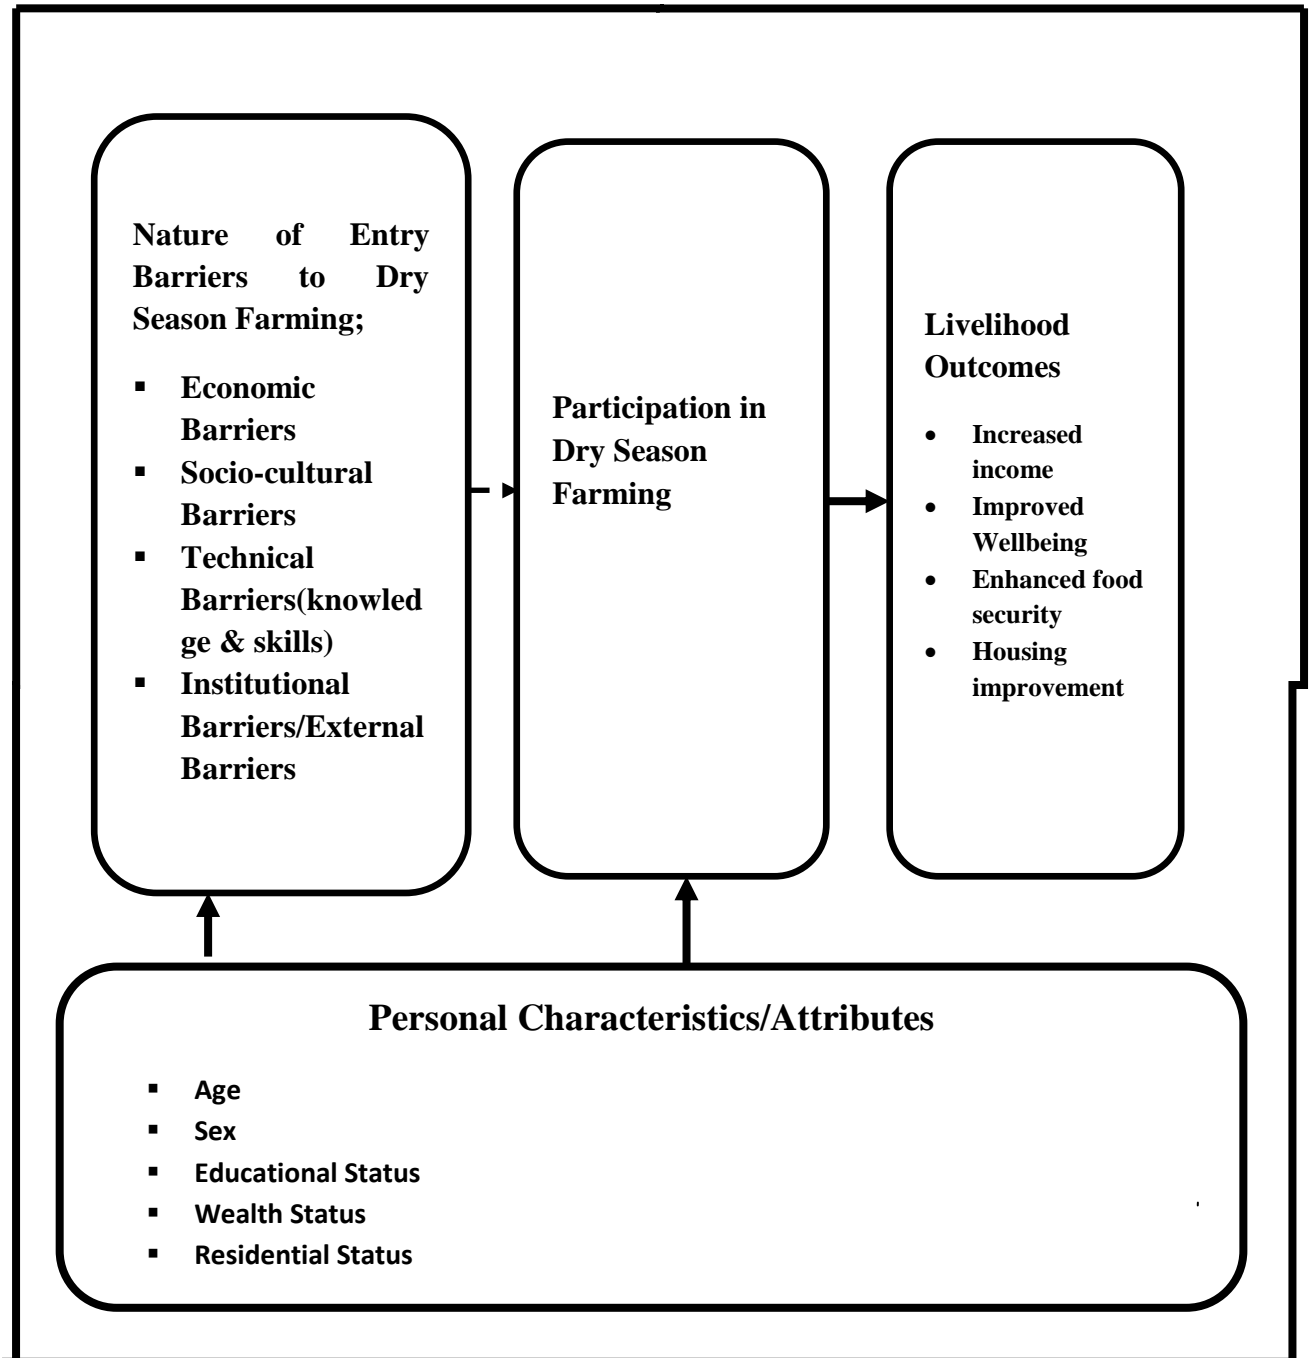 Nature of Entry
Barriers to Dry
Season Farming;
▪ Economic
Barriers
▪ Socio-cultural
Barriers
▪ Technical
Barriers(knowled
ge & skills)
▪ Institutional
Barriers/External
Barriers
Participation in
Dry Season
Farming
Livelihood
Outcomes
• Increased
income
• Improved
Wellbeing
• Enhanced food
security
• Housing
improvement
Personal Characteristics/Attributes
▪ Age
▪ Sex
▪ Educational Status
▪ Wealth Status
▪ Residential Status